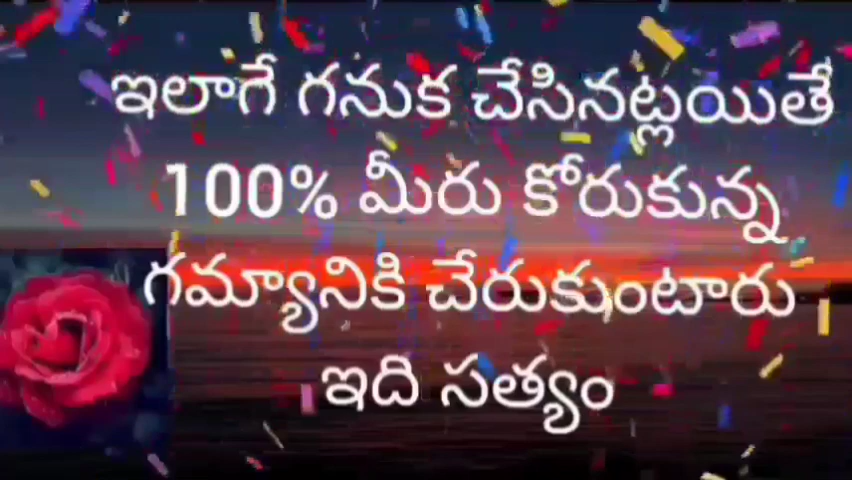 ఇలాగే గనుక చేసినట్లయితే
100% మీరు కోరుకున్న
గమ్యానికి చేరుకుంటారు
ఇది సత్యం